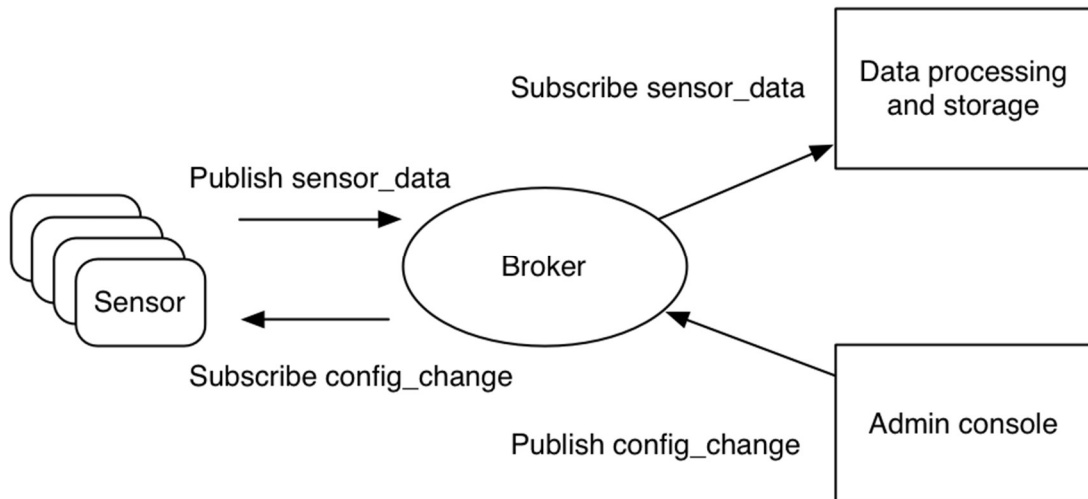 Data processing
and storage
Subscribe sensor_data
Publish sensor_data
Broker
Sensor
Subscribe config_change
Admin console
Publish config_change